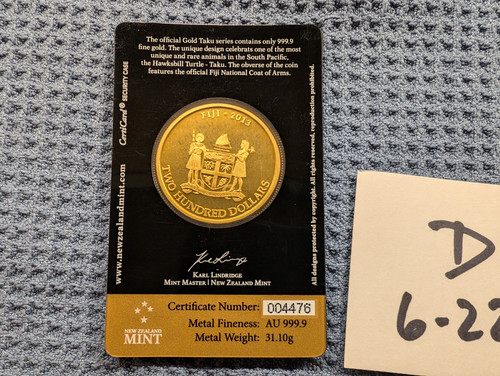 The official Gold Taku series contains only 999.9
fine gold. The unique design celebrates one of the most
unique and rare animals in the South Pacific,
the Hawksbill Turtle - Taku. The obverse of the coin
features the official Fiji National Coat of Arms.
CertiCard® SECURITY CASE
www.newzealandmint.com
FIJI - 2013
TWO HUNDRED DOLLARS
All designs protected by copyright. All rights reserved, reproduction prohibited.
KARL LINDRIDGE
MINT MASTER | NEW ZEALAND MINT
NEW ZEALAND
MINT
Certificate Number: 004476
Metal Fineness: AU 999.9
Metal Weight: 31.10g
D
6-22